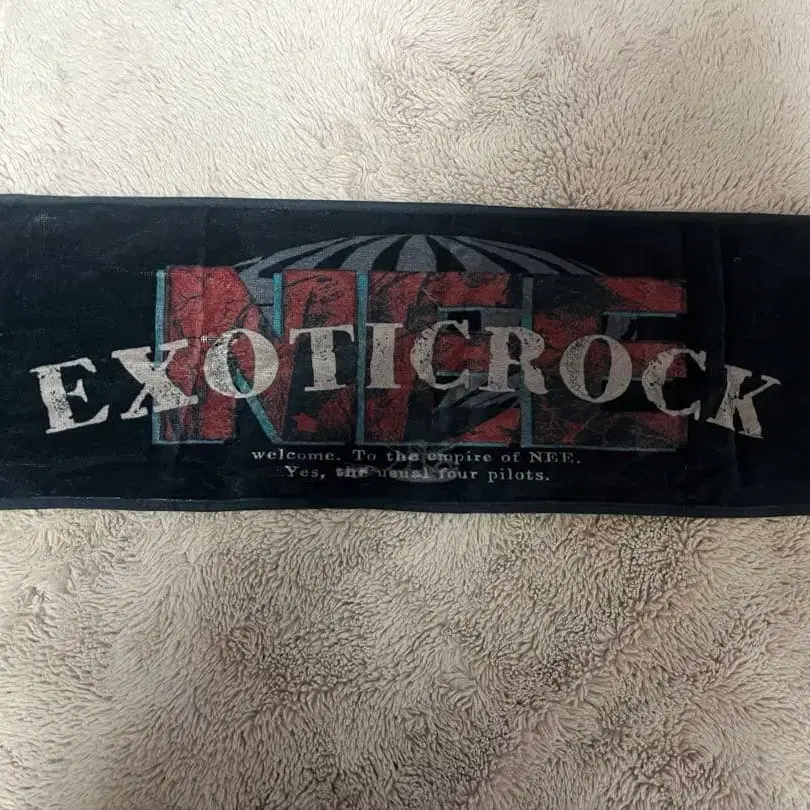 NEE
EXOTICROCK
welcome. To the empire of NEE.
Yes, the usual four pilots.